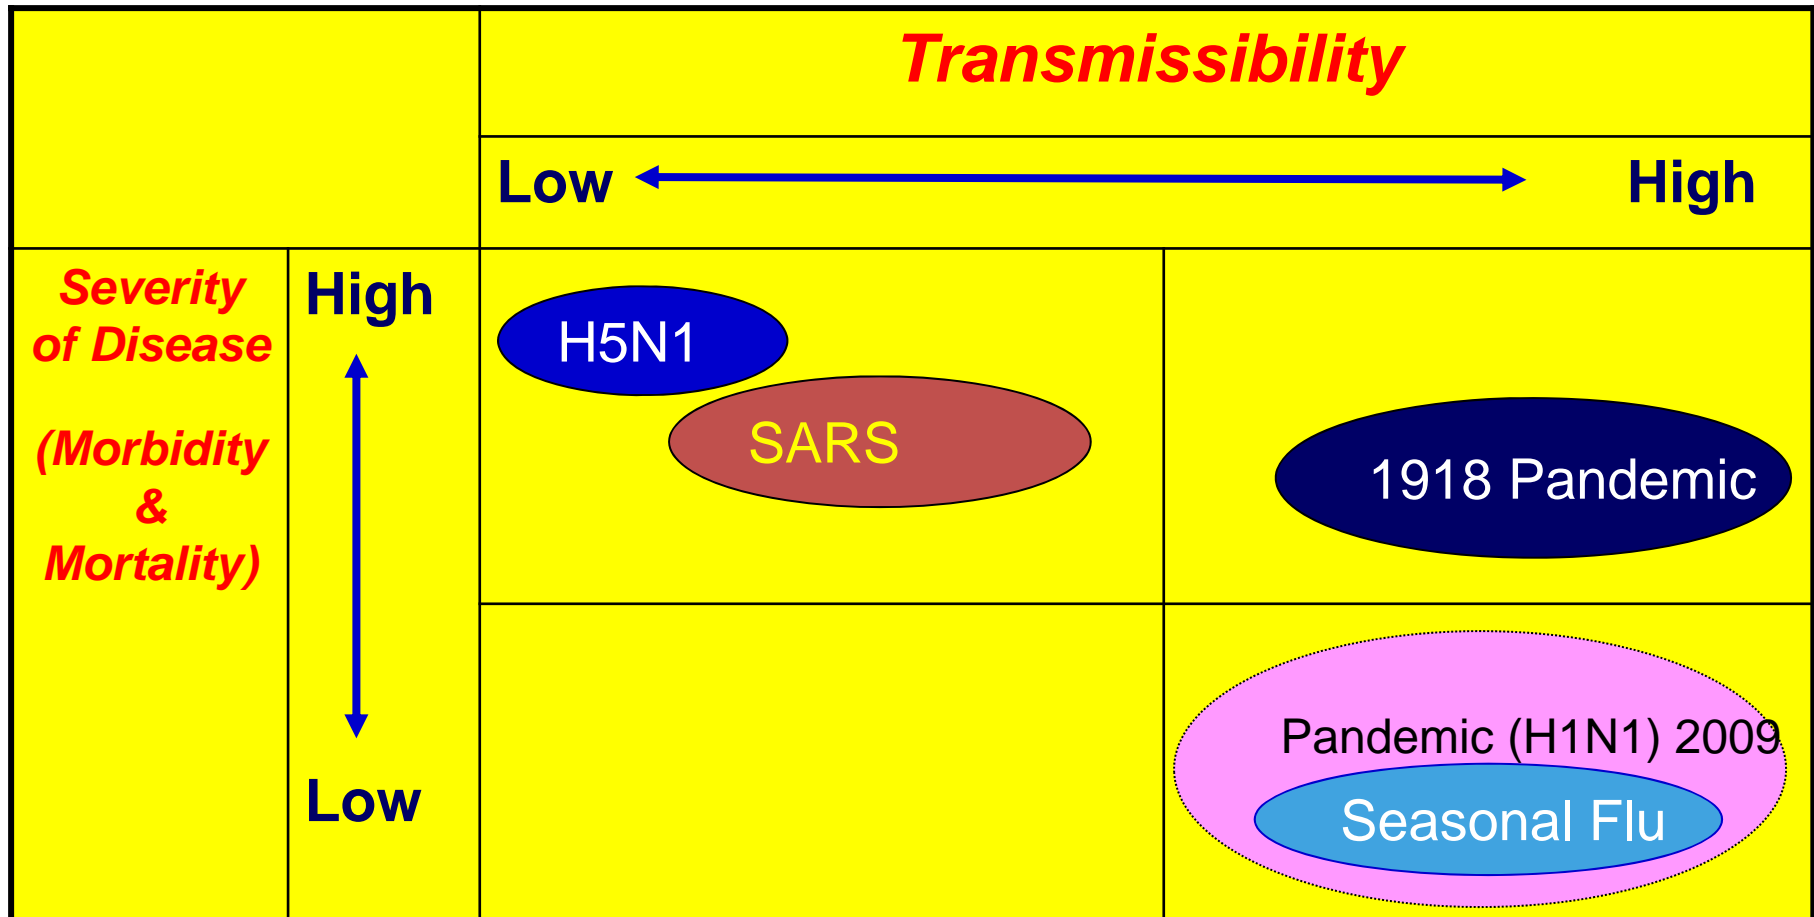 Transmissibility
Low
High
Severity
of Disease
(Morbidity
&
Mortality)
High
Low
H5N1
SARS
1918 Pandemic
Pandemic (H1N1) 2009
Seasonal Flu